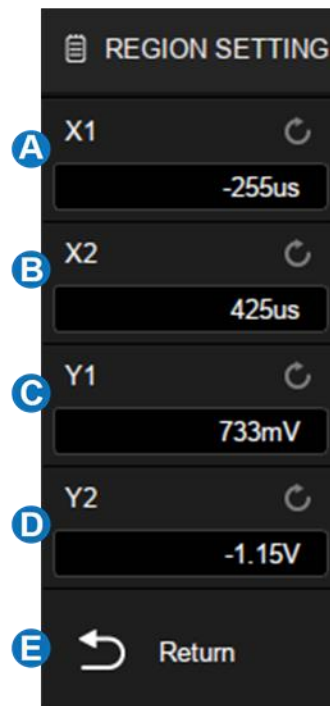 REGION SETTING
A
X1
-255us
B
X2
425us
C
Y1
733mV
D
Y2
-1.15V
E
Return